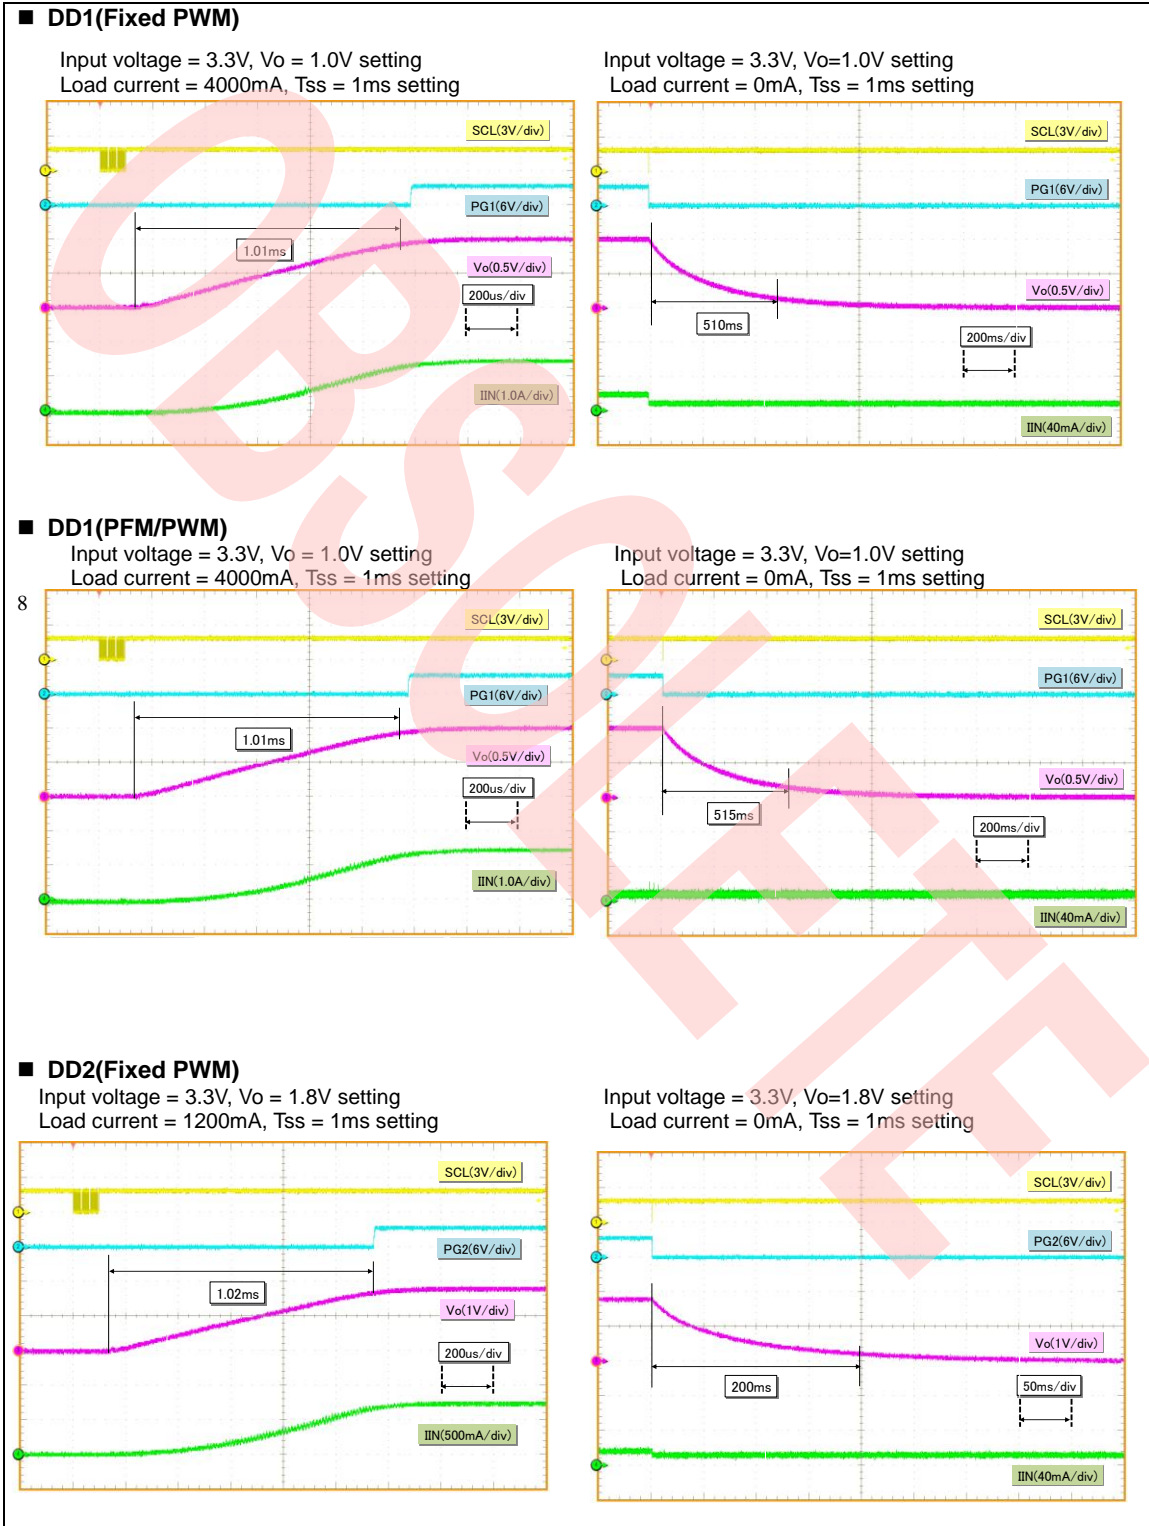 ■ DD1(Fixed PWM)
Input voltage = 3.3V, Vo = 1.0V setting
Load current = 4000mA, Tss = 1ms setting
Input voltage = 3.3V, Vo=1.0V setting
Load current = 0mA, Tss = 1ms setting
SCL(3V/div)
PG1(6V/div)
1.01ms
Vo(0.5V/div)
200us/div
IIN(1.0A/div)
SCL(3V/div)
PG1(6V/div)
Vo(0.5V/div)
510ms
200ms/div
IIN(40mA/div)
■ DD1(PFM/PWM)
Input voltage = 3.3V, Vo = 1.0V setting
Load current = 4000mA, Tss = 1ms setting
Input voltage = 3.3V, Vo=1.0V setting
Load current = 0mA, Tss = 1ms setting
8
SCL(3V/div)
PG1(6V/div)
1.01ms
Vo(0.5V/div)
200us/div
IIN(1.0A/div)
SCL(3V/div)
PG1(6V/div)
Vo(0.5V/div)
515ms
200ms/div
IIN(40mA/div)
■ DD2(Fixed PWM)
Input voltage = 3.3V, Vo = 1.8V setting
Load current = 1200mA, Tss = 1ms setting
Input voltage = 3.3V, Vo=1.8V setting
Load current = 0mA, Tss = 1ms setting
SCL(3V/div)
PG2(6V/div)
1.02ms
Vo(1V/div)
200us/div
IIN(500mA/div)
SCL(3V/div)
PG2(6V/div)
Vo(1V/div)
200ms
50ms/div
IIN(40mA/div)
OBSOLETE